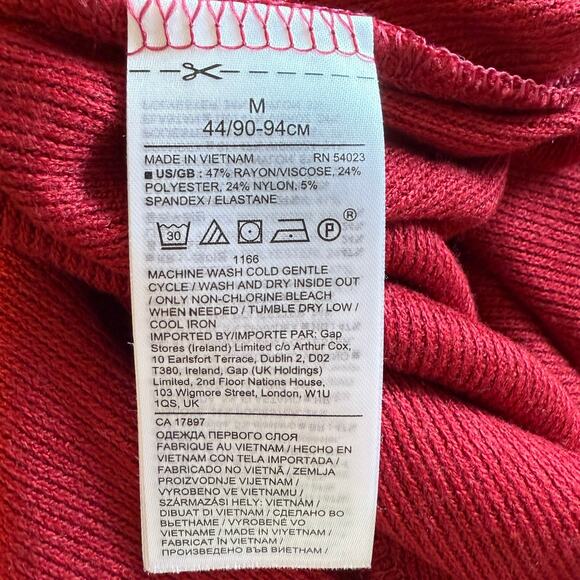 M
44/90-94CM
MADE IN VIETNAM RN 54023
■ US/GB : 47% RAYON/VISCOSE, 24%
POLYESTER, 24% NYLON, 5%
SPANDEX / ELASTANE
30 P ®
1166
MACHINE WASH COLD GENTLE
CYCLE / WASH AND DRY INSIDE OUT
/ ONLY NON-CHLORINE BLEACH
WHEN NEEDED / TUMBLE DRY LOW /
COOL IRON
IMPORTED BY/IMPORTE PAR: Gap
Stores (Ireland) Limited c/o Arthur Cox,
10 Earlsfort Terrace, Dublin 2, D02
T380, Ireland, Gap (UK Holdings)
Limited, 2nd Floor Nations House,
103 Wigmore Street, London, W1U
1QS, UK
CA 17897
ОДЕЖДА ПЕРВОГО СЛОЯ
FABRIQUE AU VIETNAM / HECHO EN
VIETNAM CON TELA IMPORTADA /
FABRICADO NO VIETNÃ / ZEMLJA
PROIZVODNJE VIJETNAM /
VYROBENO VE VIETNAMU /
SZÁRMAZÁSI HELY: VIETNÁM /
DIBUAT DI VIETNAM / СДЕЛАНО ВО
ВЬЕТНАМЕ / VYROBENÉ VO
VIETNAME / MADE IN VIYETNAM /
FABRICAT ÎN VIETNAM /
ПРОИЗВЕДЕНО ВЪВ ВИЕТНАМ /